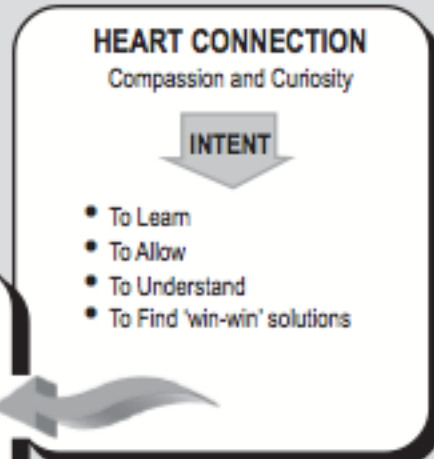 HEART CONNECTION
Compassion and Curiosity
INTENT
• To Learn
• To Allow
• To Understand
• To Find 'win-win' solutions